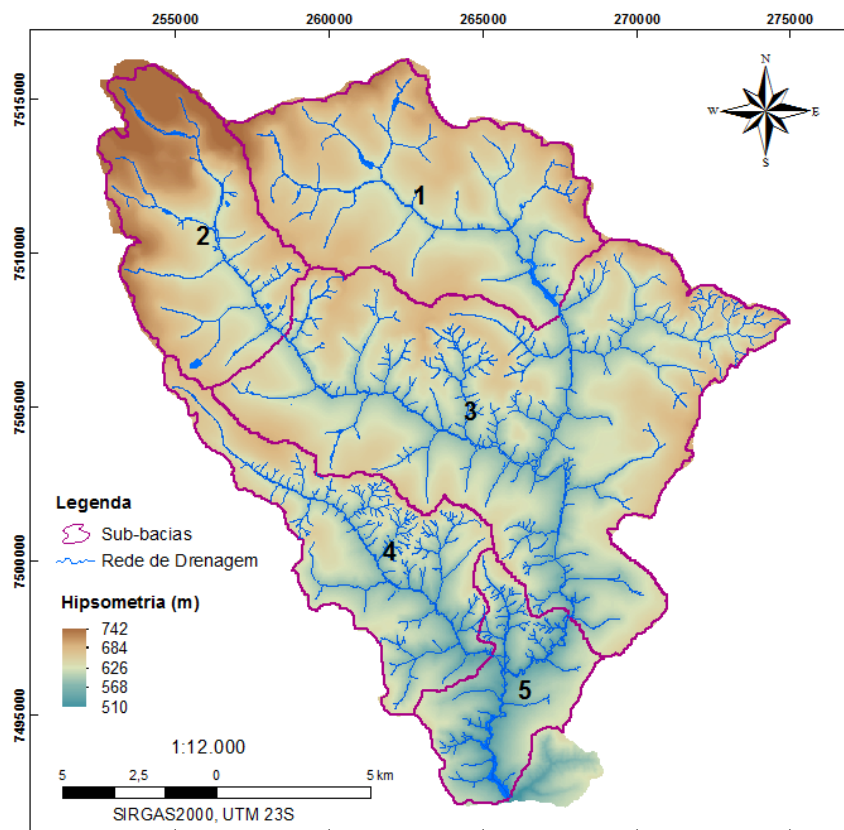 255000 260000 265000 270000 275000
N
W E
S
7515000
7510000
7505000
7500000
7495000
1
2
3
4
5
Legenda
Sub-bacias
Rede de Drenagem
Hipsometria (m)
742
684
626
568
510
1:12.000
5 2,5 0 5 km
SIRGAS2000, UTM 23S